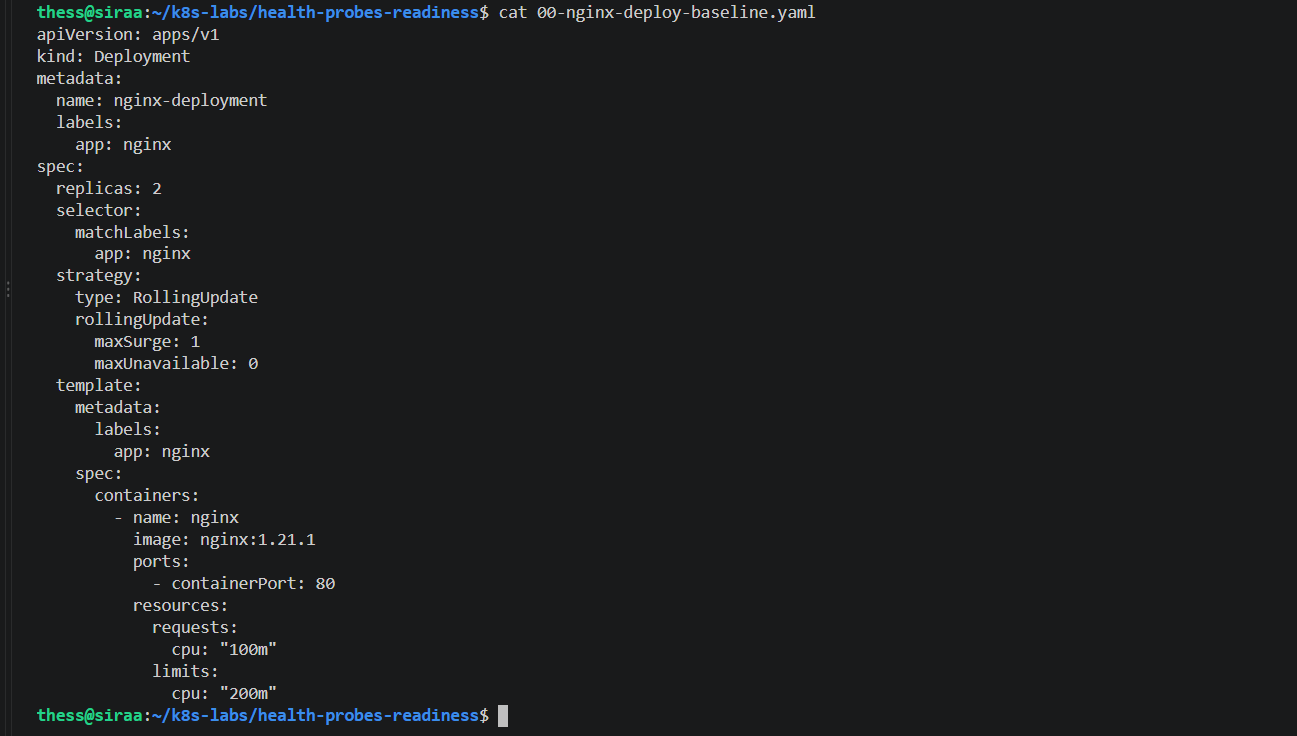 thess@siraa:~/k8s-labs/health-probes-readiness$ cat 00-nginx-deploy-baseline.yaml
apiVersion: apps/v1
kind: Deployment
metadata:
  name: nginx-deployment
  labels:
    app: nginx
spec:
  replicas: 2
  selector:
    matchLabels:
      app: nginx
  strategy:
    type: RollingUpdate
    rollingUpdate:
      maxSurge: 1
      maxUnavailable: 0
  template:
    metadata:
      labels:
        app: nginx
    spec:
      containers:
        - name: nginx
          image: nginx:1.21.1
          ports:
            - containerPort: 80
          resources:
            requests:
              cpu: "100m"
            limits:
              cpu: "200m"
thess@siraa:~/k8s-labs/health-probes-readiness$